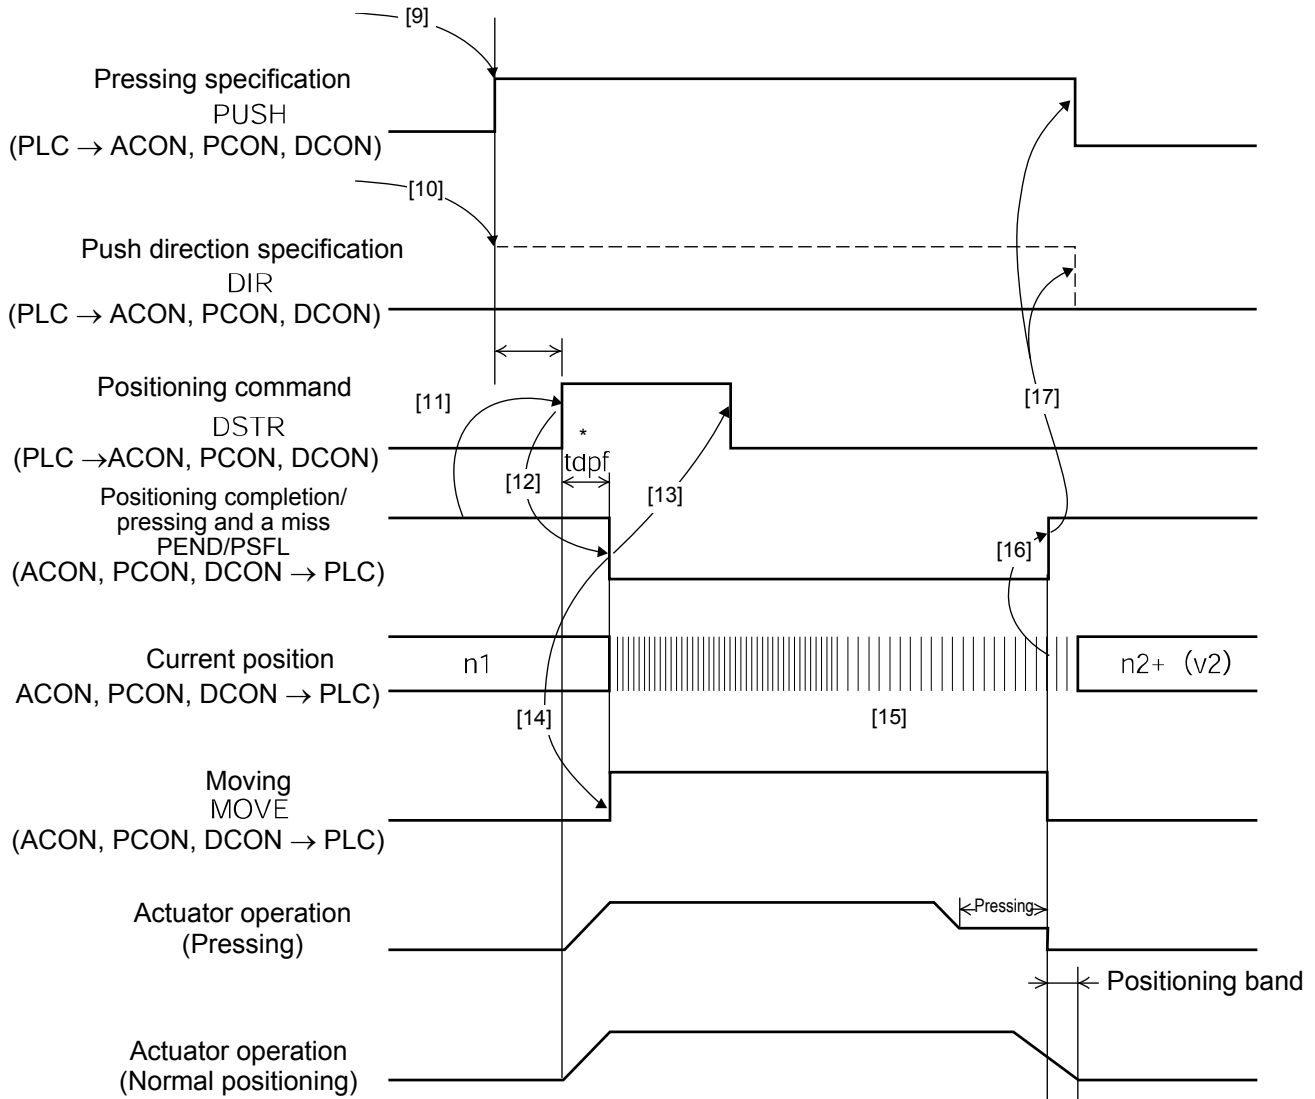 [9]
Pressing specification
PUSH
(PLC → ACON, PCON, DCON)
[10]
Push direction specification
DIR
(PLC → ACON, PCON, DCON)
Positioning command
DSTR
(PLC →ACON, PCON, DCON)
[11]
*
tdpf
[12]
[13]
[17]
Positioning completion/
pressing and a miss
PEND/PSFL
(ACON, PCON, DCON → PLC)
[16]
Current position
ACON, PCON, DCON → PLC)
n1
n2+ (v2)
[14]
[15]
Moving
MOVE
(ACON, PCON, DCON → PLC)
Actuator operation
(Pressing)
Pressing
Positioning band
Actuator operation
(Normal positioning)